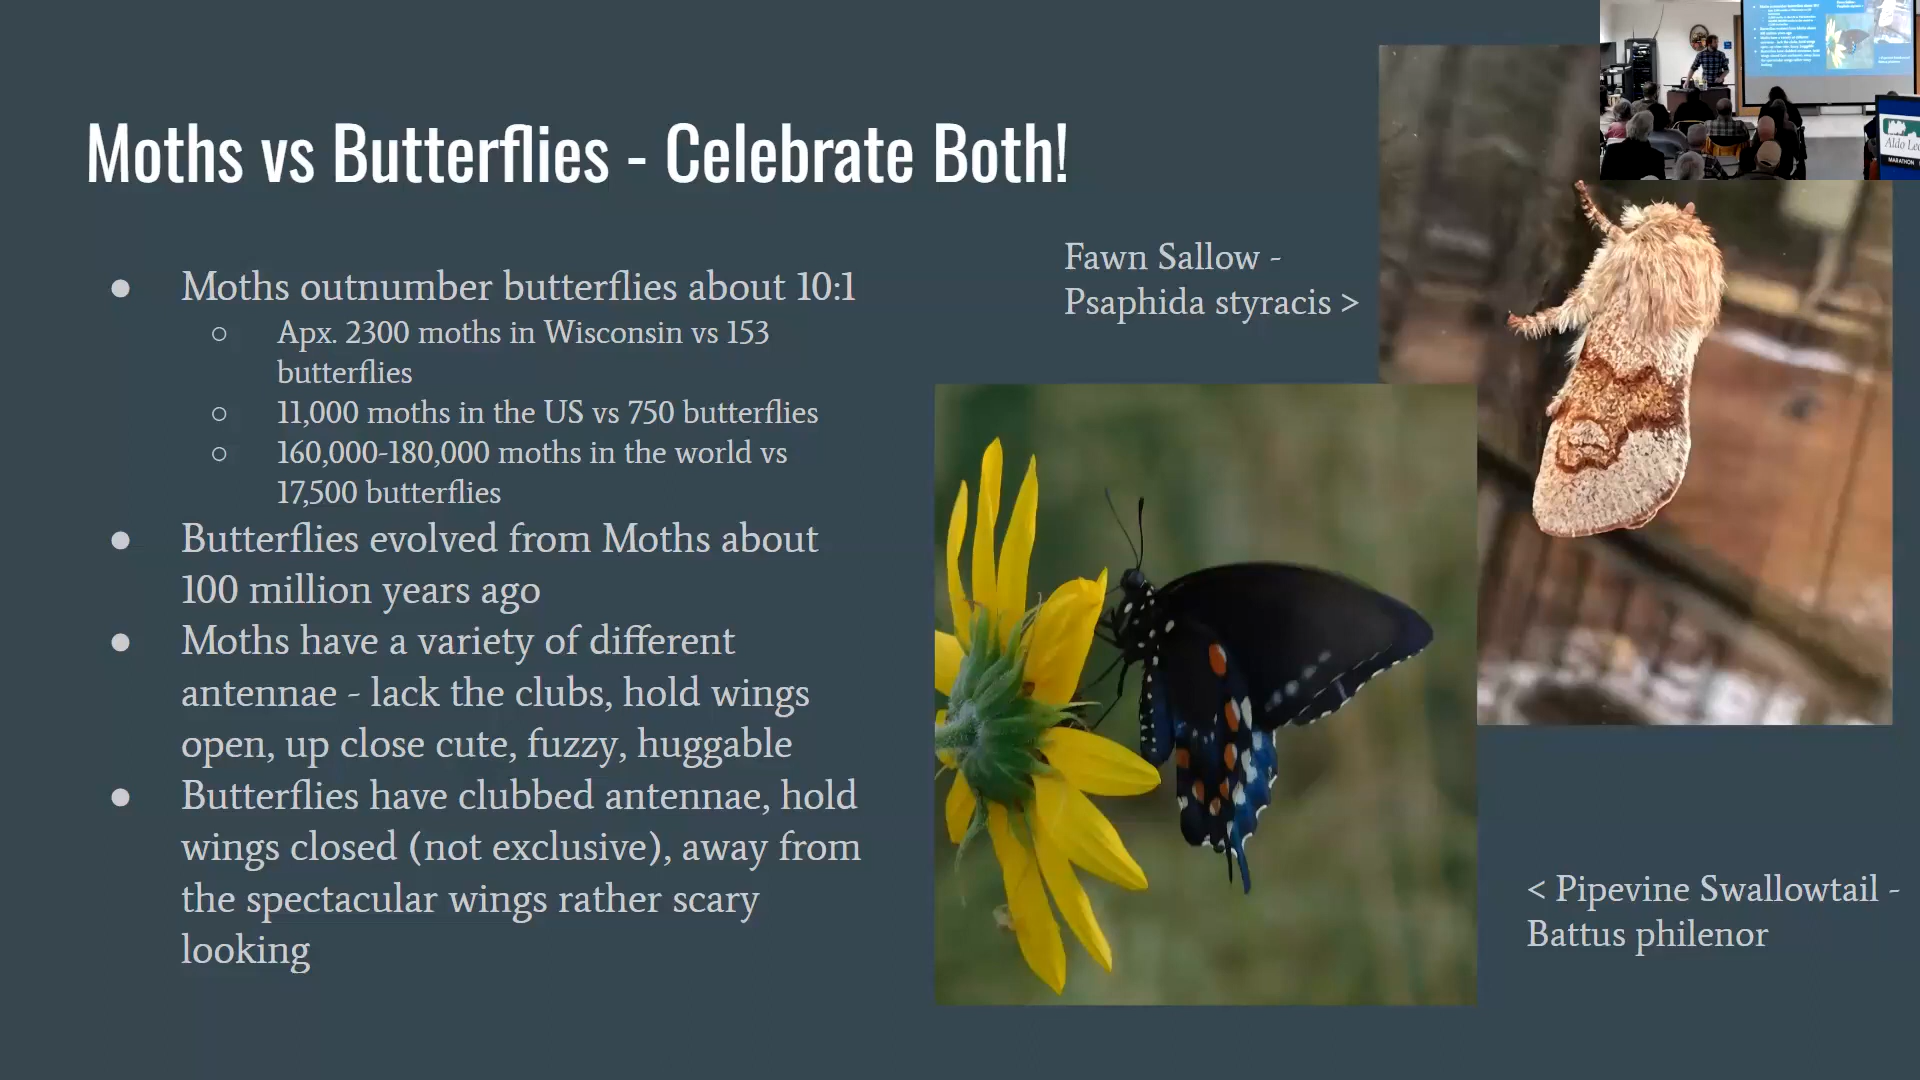 Moths vs Butterflies - Celebrate Both!
● Moths outnumber butterflies about 10:1
○ Apx. 2300 moths in Wisconsin vs 153
butterflies
○ 11,000 moths in the US vs 750 butterflies
○ 160,000-180,000 moths in the world vs
17,500 butterflies
● Butterflies evolved from Moths about
100 million years ago
● Moths have a variety of different
antennae - lack the clubs, hold wings
open, up close cute, fuzzy, huggable
● Butterflies have clubbed antennae, hold
wings closed (not exclusive), away from
the spectacular wings rather scary
looking
Fawn Sallow -
Psaphida styracis >
< Pipevine Swallowtail -
Battus philenor
Aldo
MARATHON